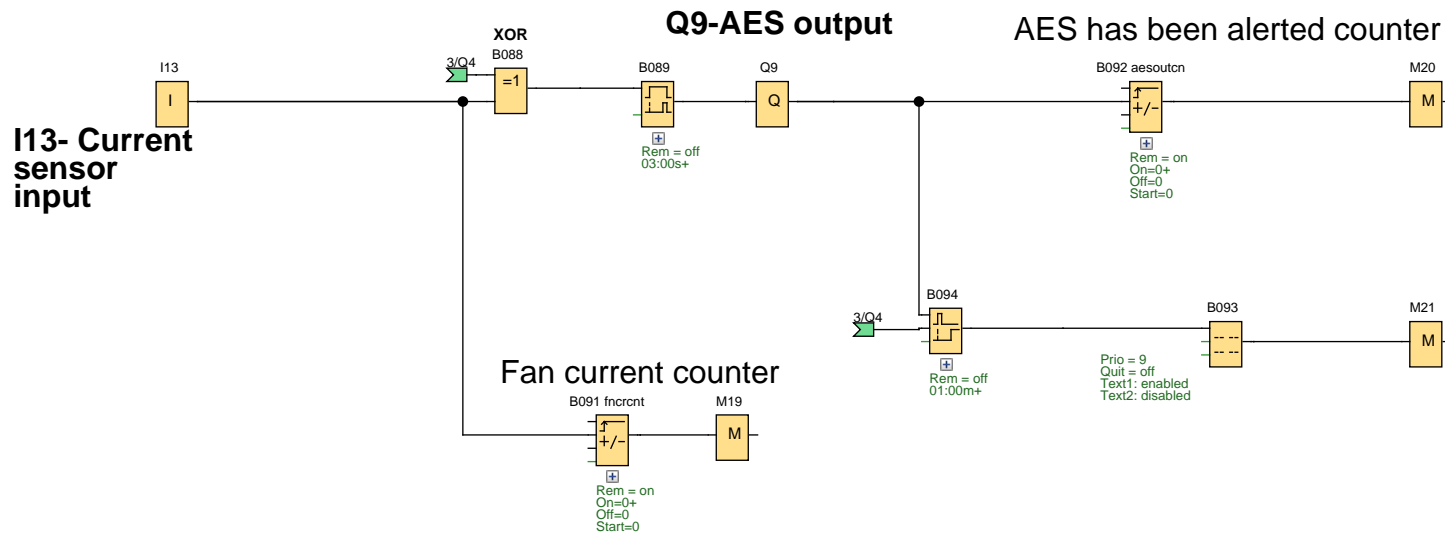 Q9-AES output
AES has been alerted counter
XOR
3/Q4
B088
=1
I13
I
B089
Rem = off
03:00s+
Q9
Q
B092 aesoutcn
+/-
Rem = on
On=0+
Off=0
Start=0
M20
M
I13- Current
sensor
input
3/Q4
B094
Rem = off
01:00m+
B093
Prio = 9
Quit = off
Text1: enabled
Text2: disabled
M21
M
Fan current counter
B091 fncrcnt
+/-
Rem = on
On=0+
Off=0
Start=0
M19
M